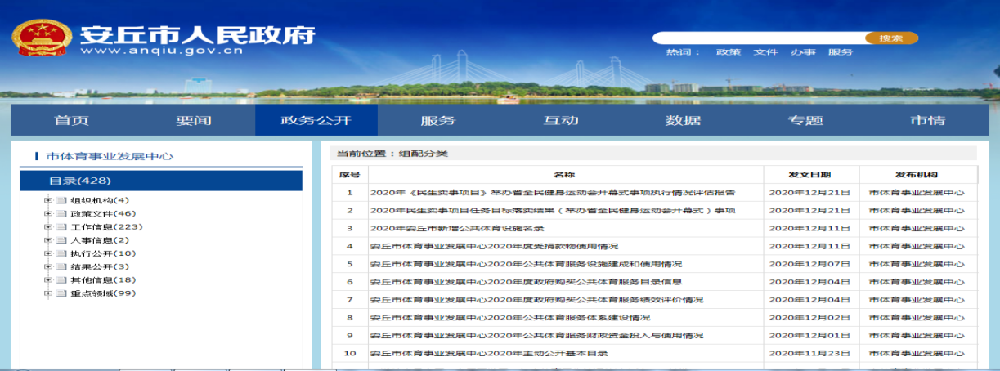 安丘市人民政府
www.anqiu.gov.cn
搜索
热词： 政策 文件 办事 服务
首页 要闻 政务公开 服务 互动 数据 专题 市情
市体育事业发展中心
目录(428)
组织机构(4)
政策文件(46)
工作信息(223)
人事信息(2)
执行公开(10)
结果公开(3)
其他信息(18)
重点领域(99)
当前位置：组配分类
序号 名称 发文日期 发布机构
1 2020年《民生实事项目》举办省全民健身运动会开幕式事项执行情况评估报告 2020年12月21日 市体育事业发展中心
2 2020年民生实事项目任务目标落实结果（举办省全民健身运动会开幕式）事项 2020年12月21日 市体育事业发展中心
3 2020年安丘市新增公共体育设施名录 2020年12月11日 市体育事业发展中心
4 安丘市体育事业发展中心2020年度受捐款物使用情况 2020年12月11日 市体育事业发展中心
5 安丘市体育事业发展中心2020年公共体育服务设施建成和使用情况 2020年12月07日 市体育事业发展中心
6 安丘市体育事业发展中心2020年度政府购买公共体育服务目录信息 2020年12月04日 市体育事业发展中心
7 安丘市体育事业发展中心2020年度政府购买公共体育服务绩效评价情况 2020年12月04日 市体育事业发展中心
8 安丘市体育事业发展中心2020年公共体育服务体系建设情况 2020年12月02日 市体育事业发展中心
9 安丘市体育事业发展中心2020年公共体育服务财政资金投入与使用情况 2020年12月01日 市体育事业发展中心
10 安丘市体育事业发展中心2020年主动公开基本目录 2020年11月23日 市体育事业发展中心